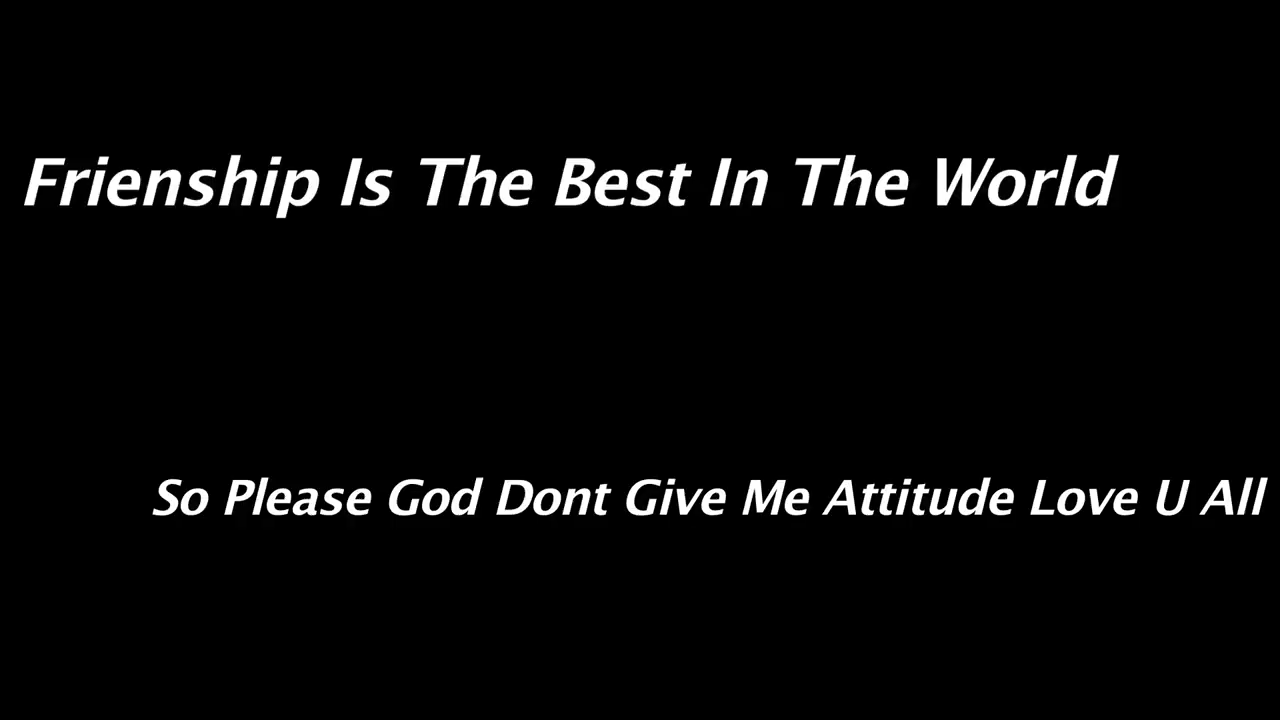 Frienship Is The Best In The World
So Please God Dont Give Me Attitude Love U All